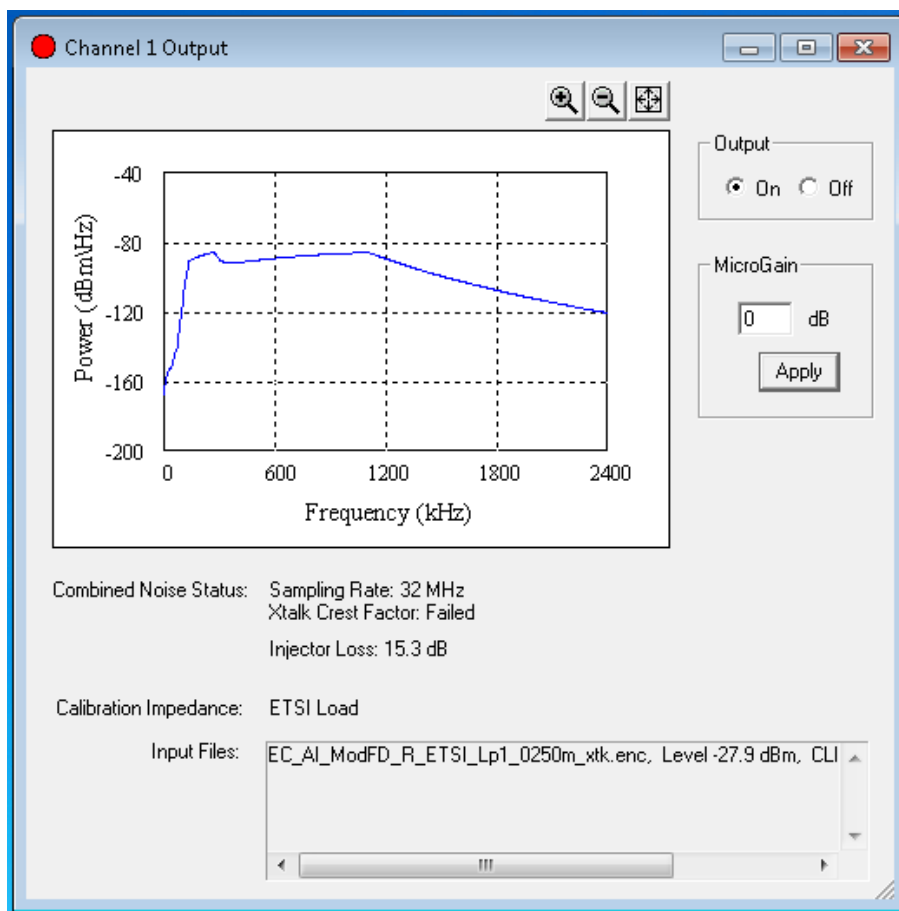 Channel 1 Output
-40
-80
-120
-160
-200
Power (dBm\Hz)
0 600 1200 1800 2400
Frequency (kHz)
Output
On Off
MicroGain
0 dB
Apply
Combined Noise Status: Sampling Rate: 32 MHz
Xtalk Crest Factor: Failed
Injector Loss: 15.3 dB
Calibration Impedance: ETSI Load
Input Files: EC_AI_ModFD_R_ETSI_Lp1_0250m_xtk.enc, Level -27.9 dBm, CLI